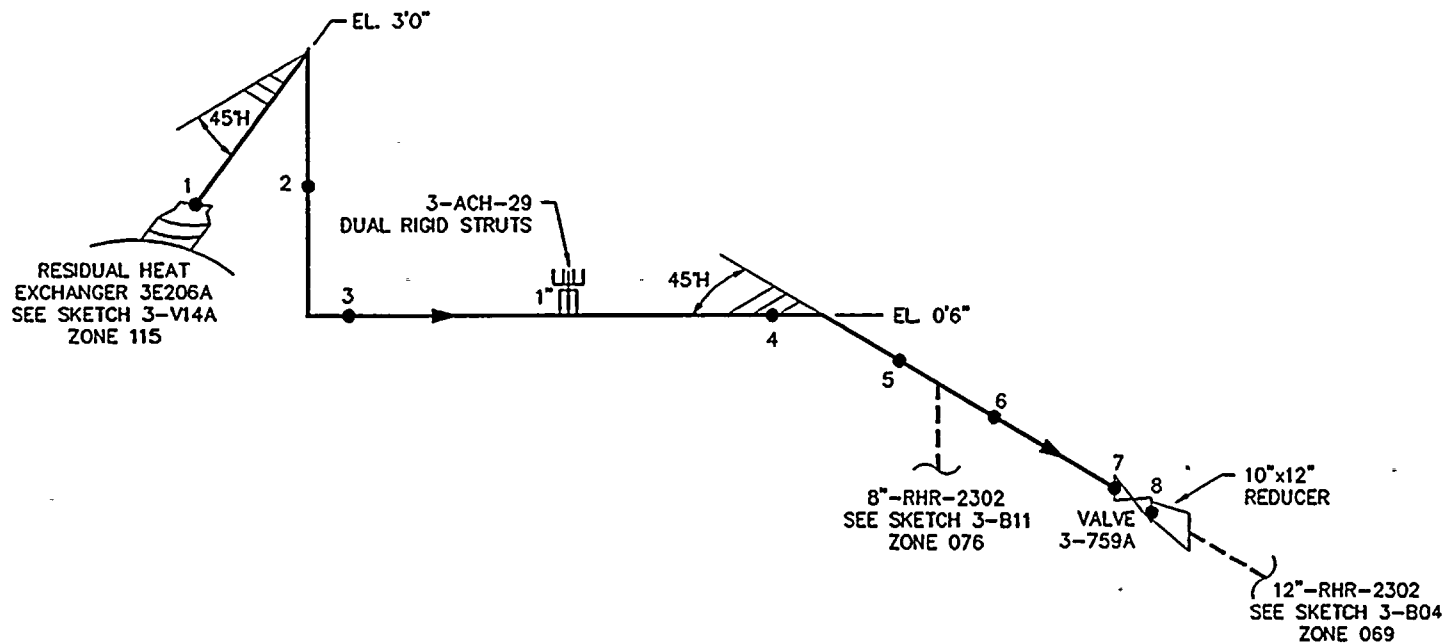 EL. 3'0"
45°H
1
2
3-ACH-29
DUAL RIGID STRUTS
1"
RESIDUAL HEAT
EXCHANGER 3E206A
SEE SKETCH 3-V14A
ZONE 115
3
45°H
4
EL. 0'6"
5
6
7
8
10"x12"
REDUCER
8"-RHR-2302
SEE SKETCH 3-B11
ZONE 076
VALVE
3-759A
12"-RHR-2302
SEE SKETCH 3-B04
ZONE 069